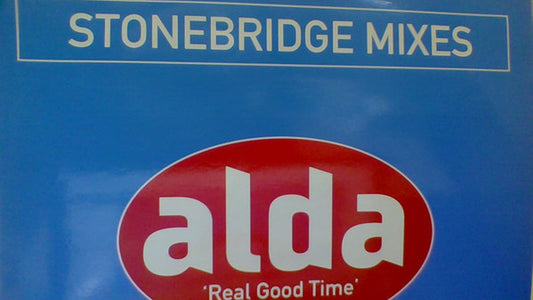 STONEBRIDGE MIXES
alda
'Real Good Time'